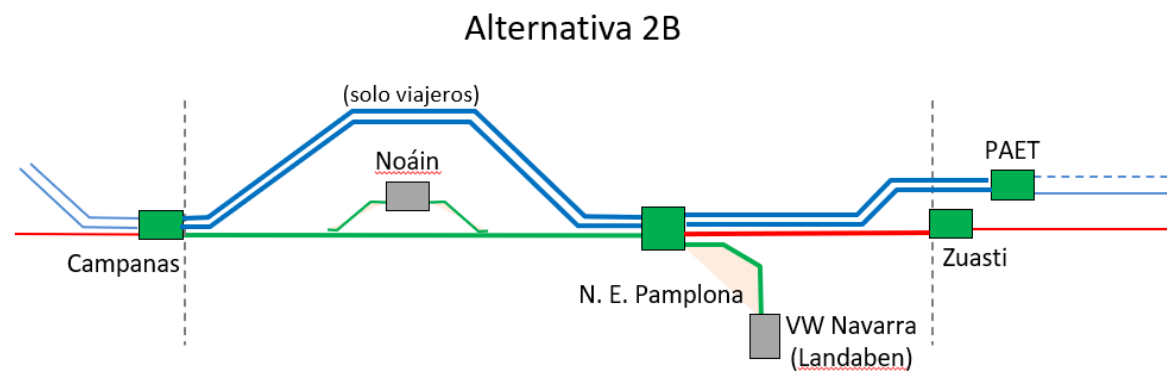 Alternativa 2B
(solo viajeros)
Noáin
PAET
Campanas
Zuasti
N. E. Pamplona
VW Navarra
(Landaben)